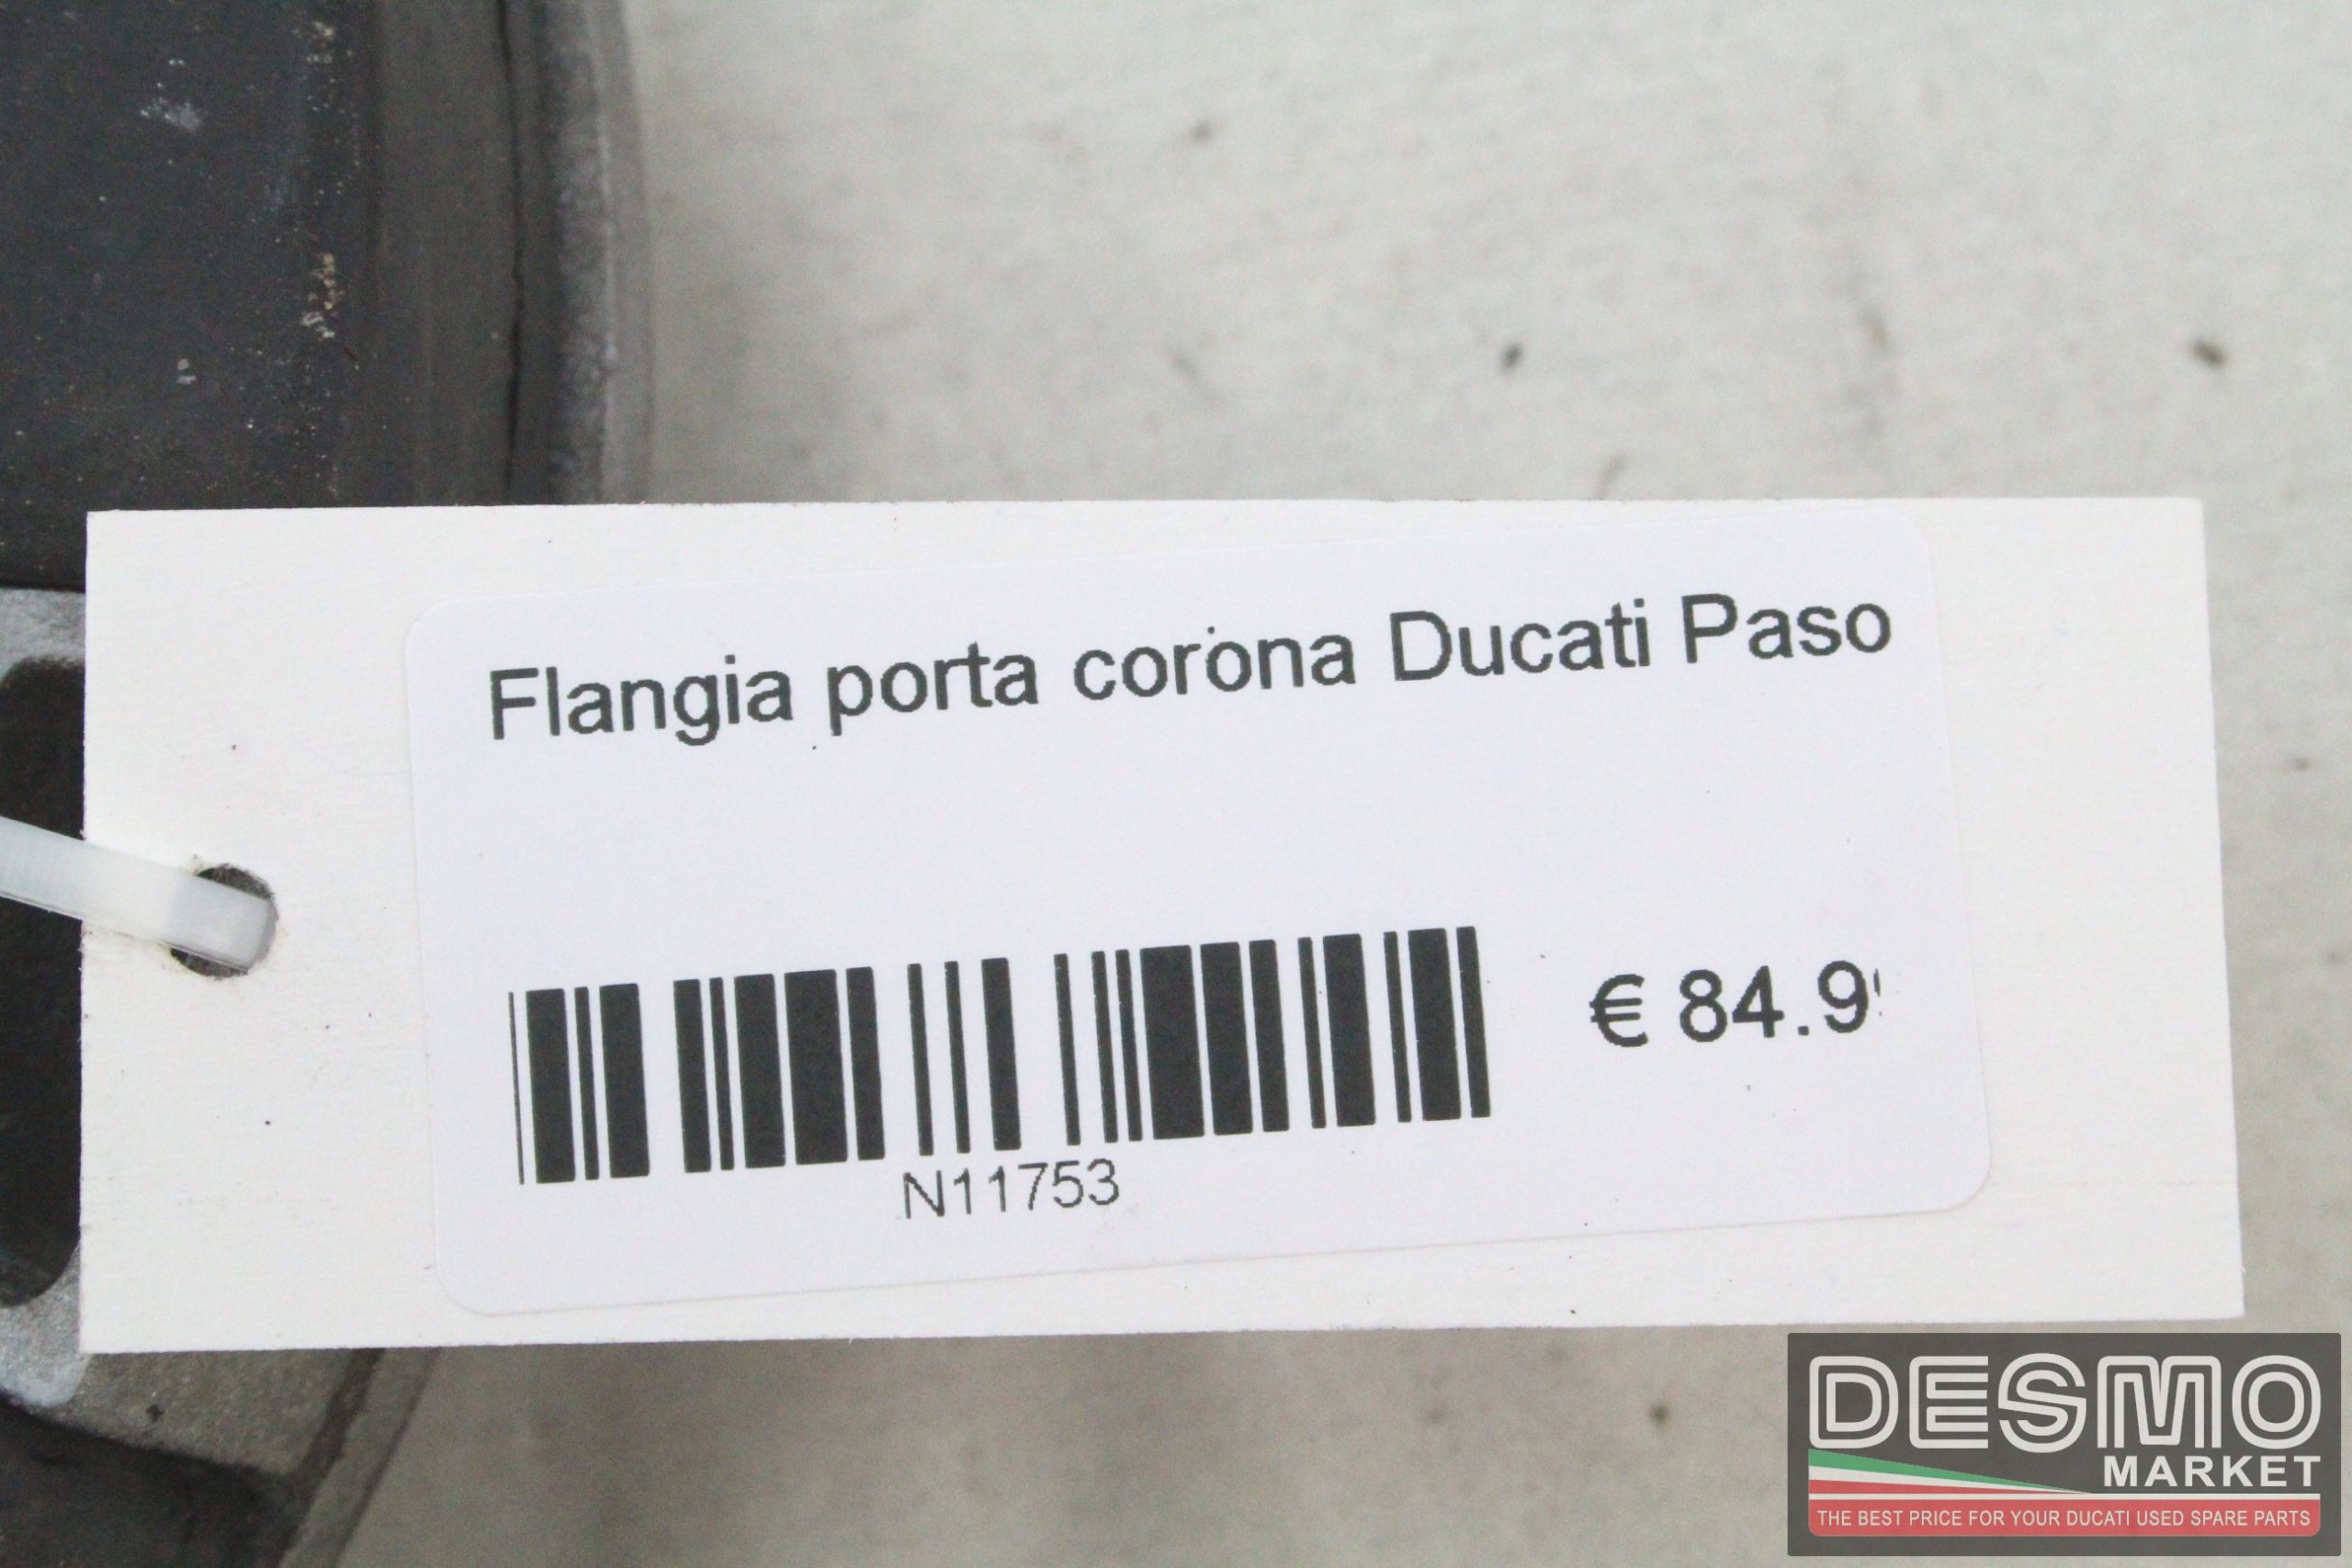 Flangia porta corona Ducati Paso
€ 84.9
N11753
DESMO
MARKET
THE BEST PRICE FOR YOUR DUCATI USED SPARE PARTS